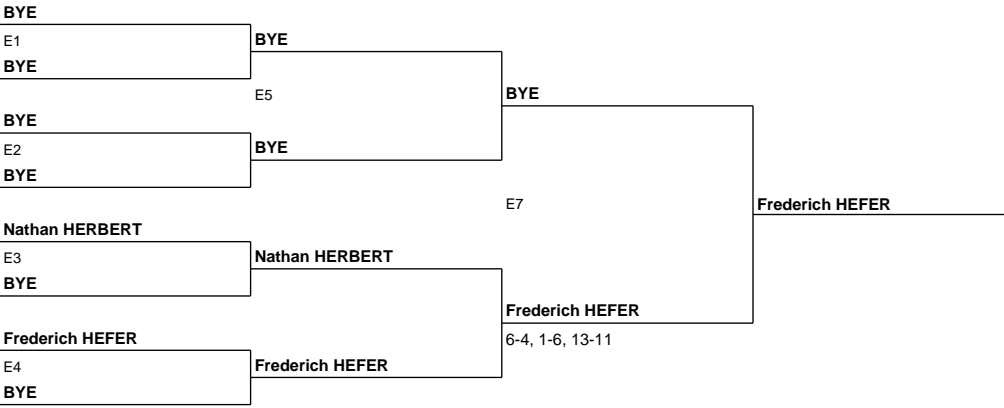 BYE
E1
BYE
BYE
E5
BYE
BYE
E2
BYE
BYE
E7
Frederich HEFER
Nathan HERBERT
E3
Nathan HERBERT
BYE
Frederich HEFER
Frederich HEFER
6-4, 1-6, 13-11
E4
Frederich HEFER
BYE